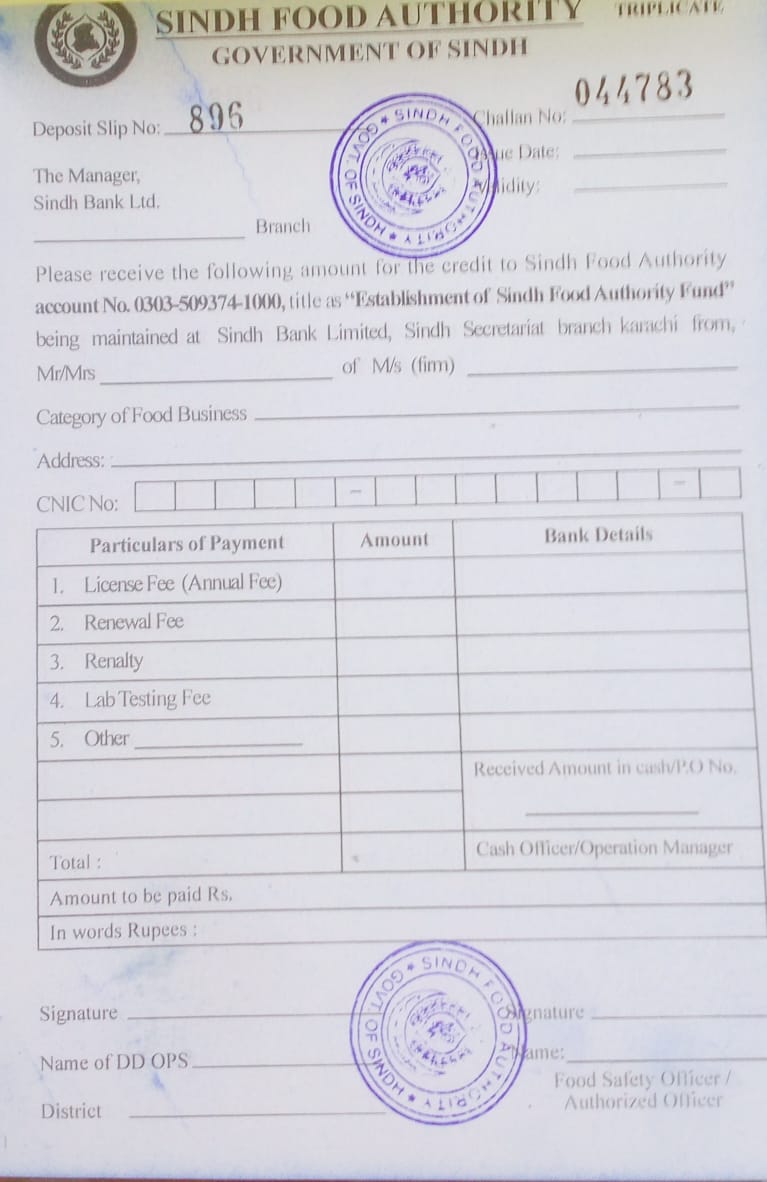 SINDH FOOD AUTHORITY TRIPLICATE
GOVERNMENT OF SINDH
044783
Deposit Slip No: 896 Challan No:
Issue Date:
The Manager, Validity:
Sindh Bank Ltd.
Branch
GOVT. OF SINDH * SINDH FOOD AUTHORITY *
Please receive the following amount for the credit to Sindh Food Authority
account No. 0303-509374-1000, title as “Establishment of Sindh Food Authority Fund”
being maintained at Sindh Bank Limited, Sindh Secretariat branch karachi from,
Mr/Mrs of M/s (firm)
Category of Food Business
Address:
CNIC No: – –
Particulars of Payment Amount Bank Details
1. License Fee (Annual Fee)
2. Renewal Fee
3. Renalty
4. Lab Testing Fee
5. Other
Received Amount in cash/P.O No.
Total : Cash Officer/Operation Manager
Amount to be paid Rs.
In words Rupees :
GOVT. OF SINDH * SINDH FOOD AUTHORITY *
Signature Signature
Name of DD OPS Name:
Food Safety Officer /
District Authorized Officer